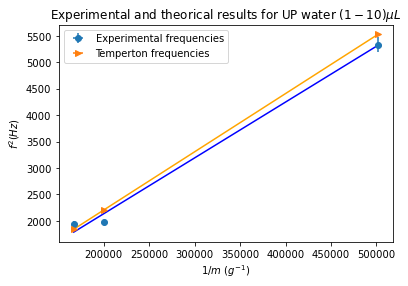 Experimental and theorical results for UP water (1 − 10)μL
Experimental frequencies
Temperton frequencies
5500
5000
4500
4000
3500
3000
2500
2000
f²(Hz)
200000 250000 300000 350000 400000 450000 500000
1/m (g⁻¹)